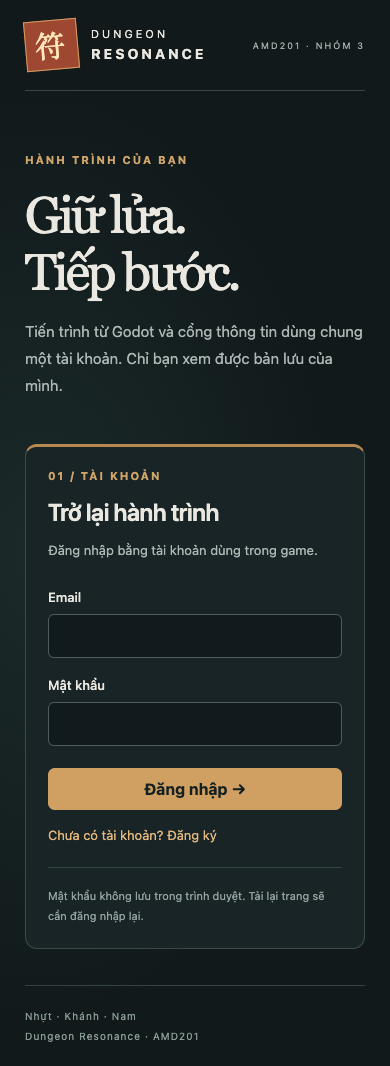 符
DUNGEON
RESONANCE
AMD201 · NHÓM 3
HÀNH TRÌNH CỦA BẠN
Giữ lửa.
Tiếp bước.
Tiến trình từ Godot và cổng thông tin dùng chung
một tài khoản. Chỉ bạn xem được bản lưu của
mình.
01 / TÀI KHOẢN
Trở lại hành trình
Đăng nhập bằng tài khoản dùng trong game.
Email
Mật khẩu
Đăng nhập →
Chưa có tài khoản? Đăng ký
Mật khẩu không lưu trong trình duyệt. Tải lại trang sẽ
cần đăng nhập lại.
Nhựt · Khánh · Nam
Dungeon Resonance · AMD201